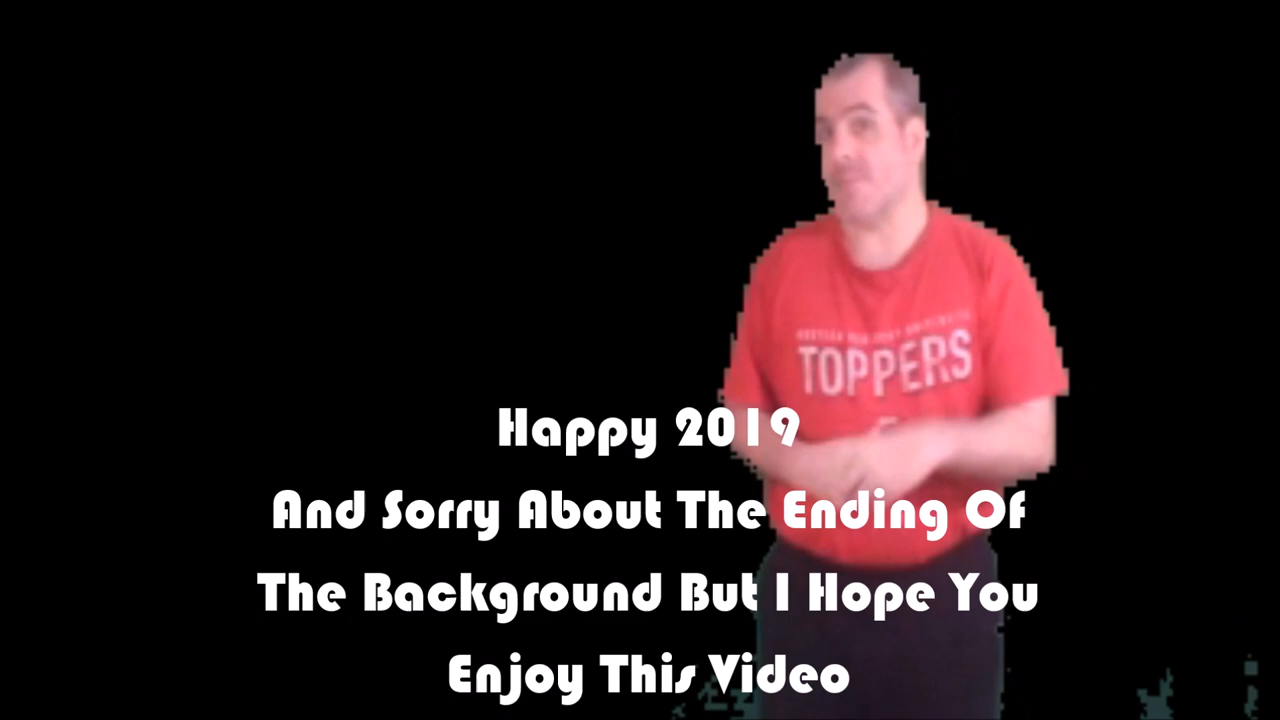 TOPPERS
Happy 2019
And Sorry About The Ending Of
The Background But I Hope You
Enjoy This Video